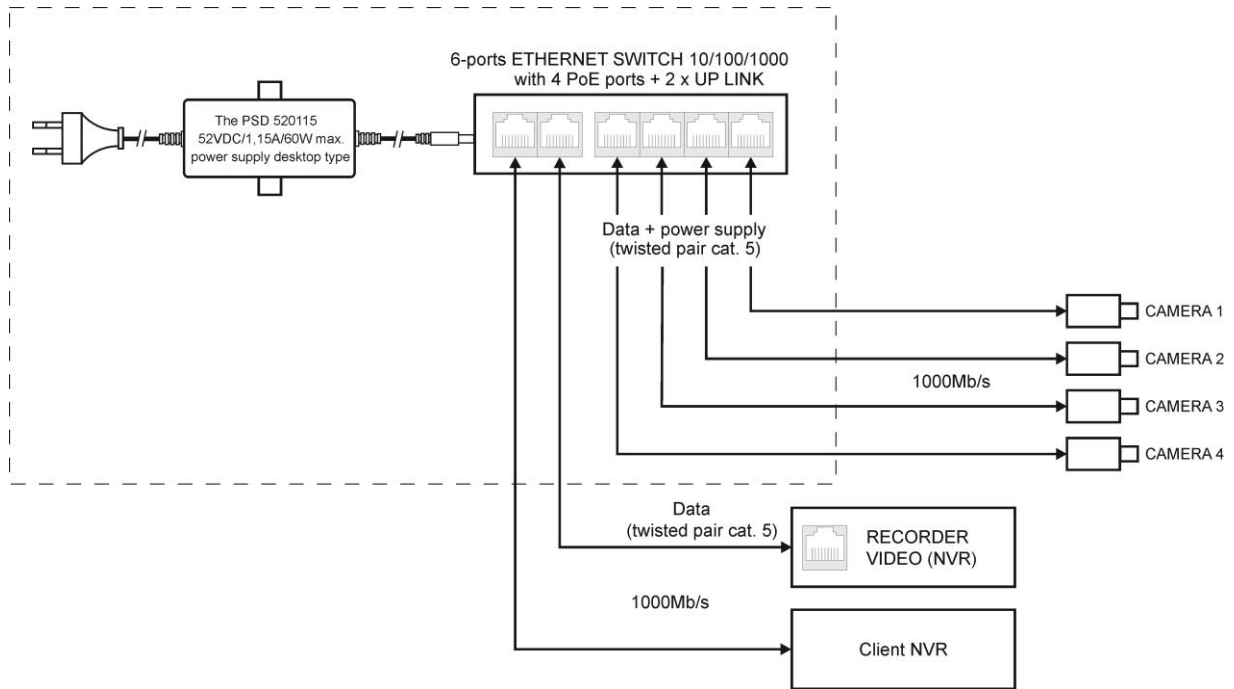 6-ports ETHERNET SWITCH 10/100/1000
with 4 PoE ports + 2 x UP LINK
The PSD 520115
52VDC/1,15A/60W max.
power supply desktop type
Data + power supply
(twisted pair cat. 5)
CAMERA 1
CAMERA 2
1000Mb/s
CAMERA 3
CAMERA 4
Data
(twisted pair cat. 5)
RECORDER
VIDEO (NVR)
1000Mb/s
Client NVR